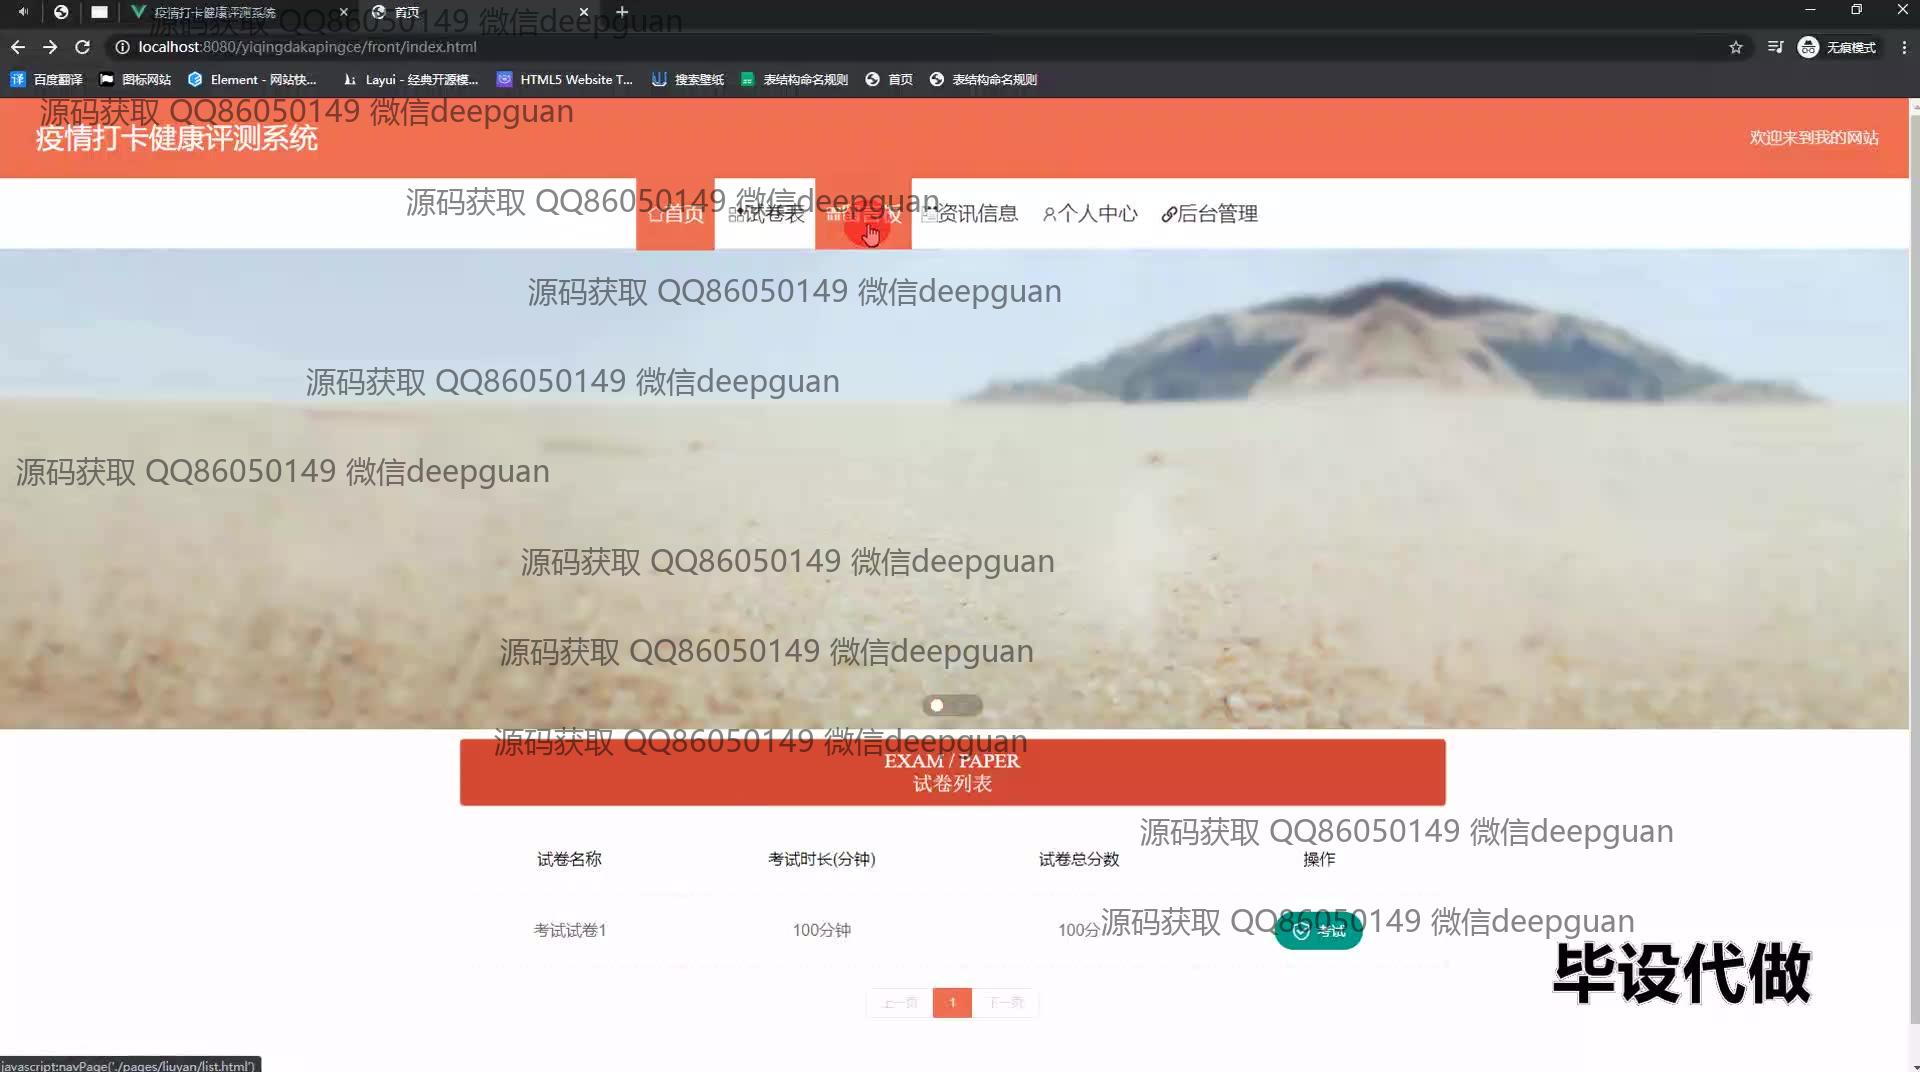 疫情打卡健康评测系统
首页
源码获取 QQ86050149 微信deepguan
localhost:8080/yiqingdakapingce/front/index.html
无痕模式
百度翻译
图标网站
Element - 网站快...
Layui - 经典开源模...
HTML5 Website T...
搜索壁纸
表结构命名规则
首页
表结构命名规则
源码获取 QQ86050149 微信deepguan
疫情打卡健康评测系统
欢迎来到我的网站
源码获取 QQ86050149 微信deepguan
首页
试卷表
资讯信息
个人中心
后台管理
源码获取 QQ86050149 微信deepguan
源码获取 QQ86050149 微信deepguan
源码获取 QQ86050149 微信deepguan
源码获取 QQ86050149 微信deepguan
源码获取 QQ86050149 微信deepguan
源码获取 QQ86050149 微信deepguan
EXAM / PAPER
试卷列表
源码获取 QQ86050149 微信deepguan
试卷名称
考试时长(分钟)
试卷总分数
操作
考试试卷1
100分钟
100分
源码获取 QQ86050149 微信deepguan
考试
毕设代做
上一页
1
下一页
javascript:navPage('./pages/liuyan/list.html')